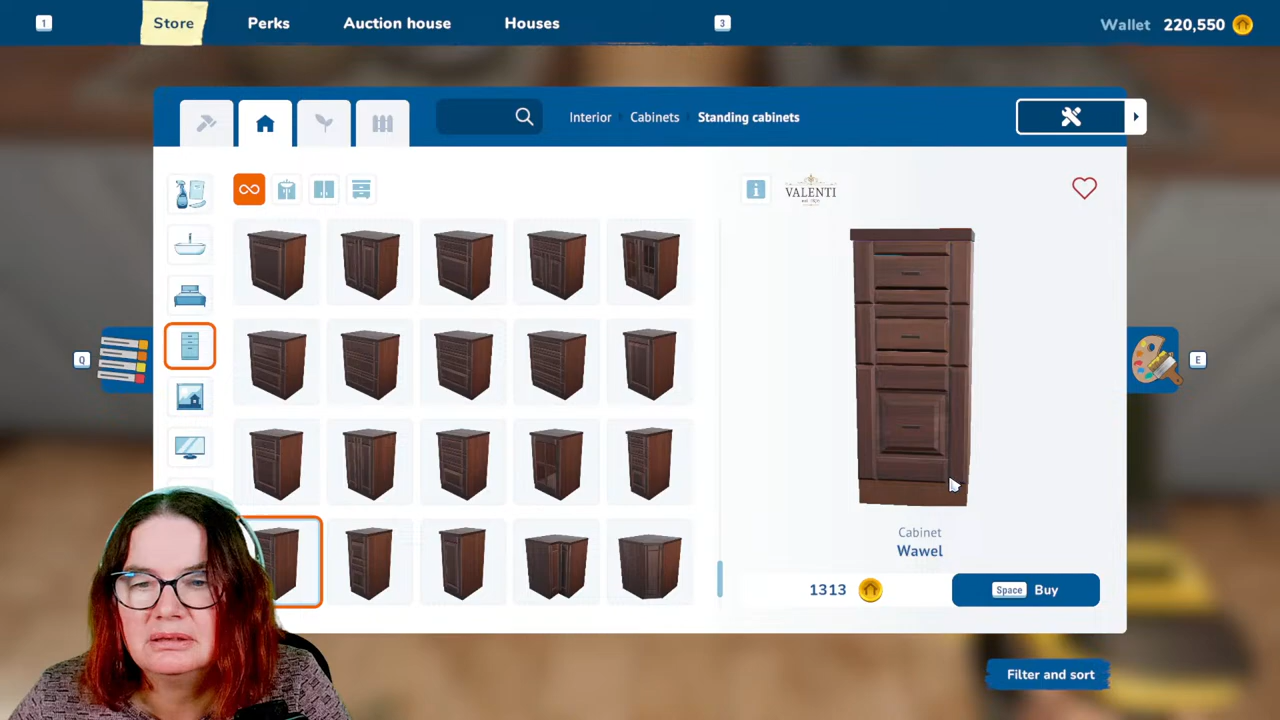 1
Store
Perks
Auction house
Houses
3
Wallet 220,550
Interior
Cabinets
Standing cabinets
VALENTI
Q
E
Cabinet
Wawel
1313
Space Buy
Filter and sort